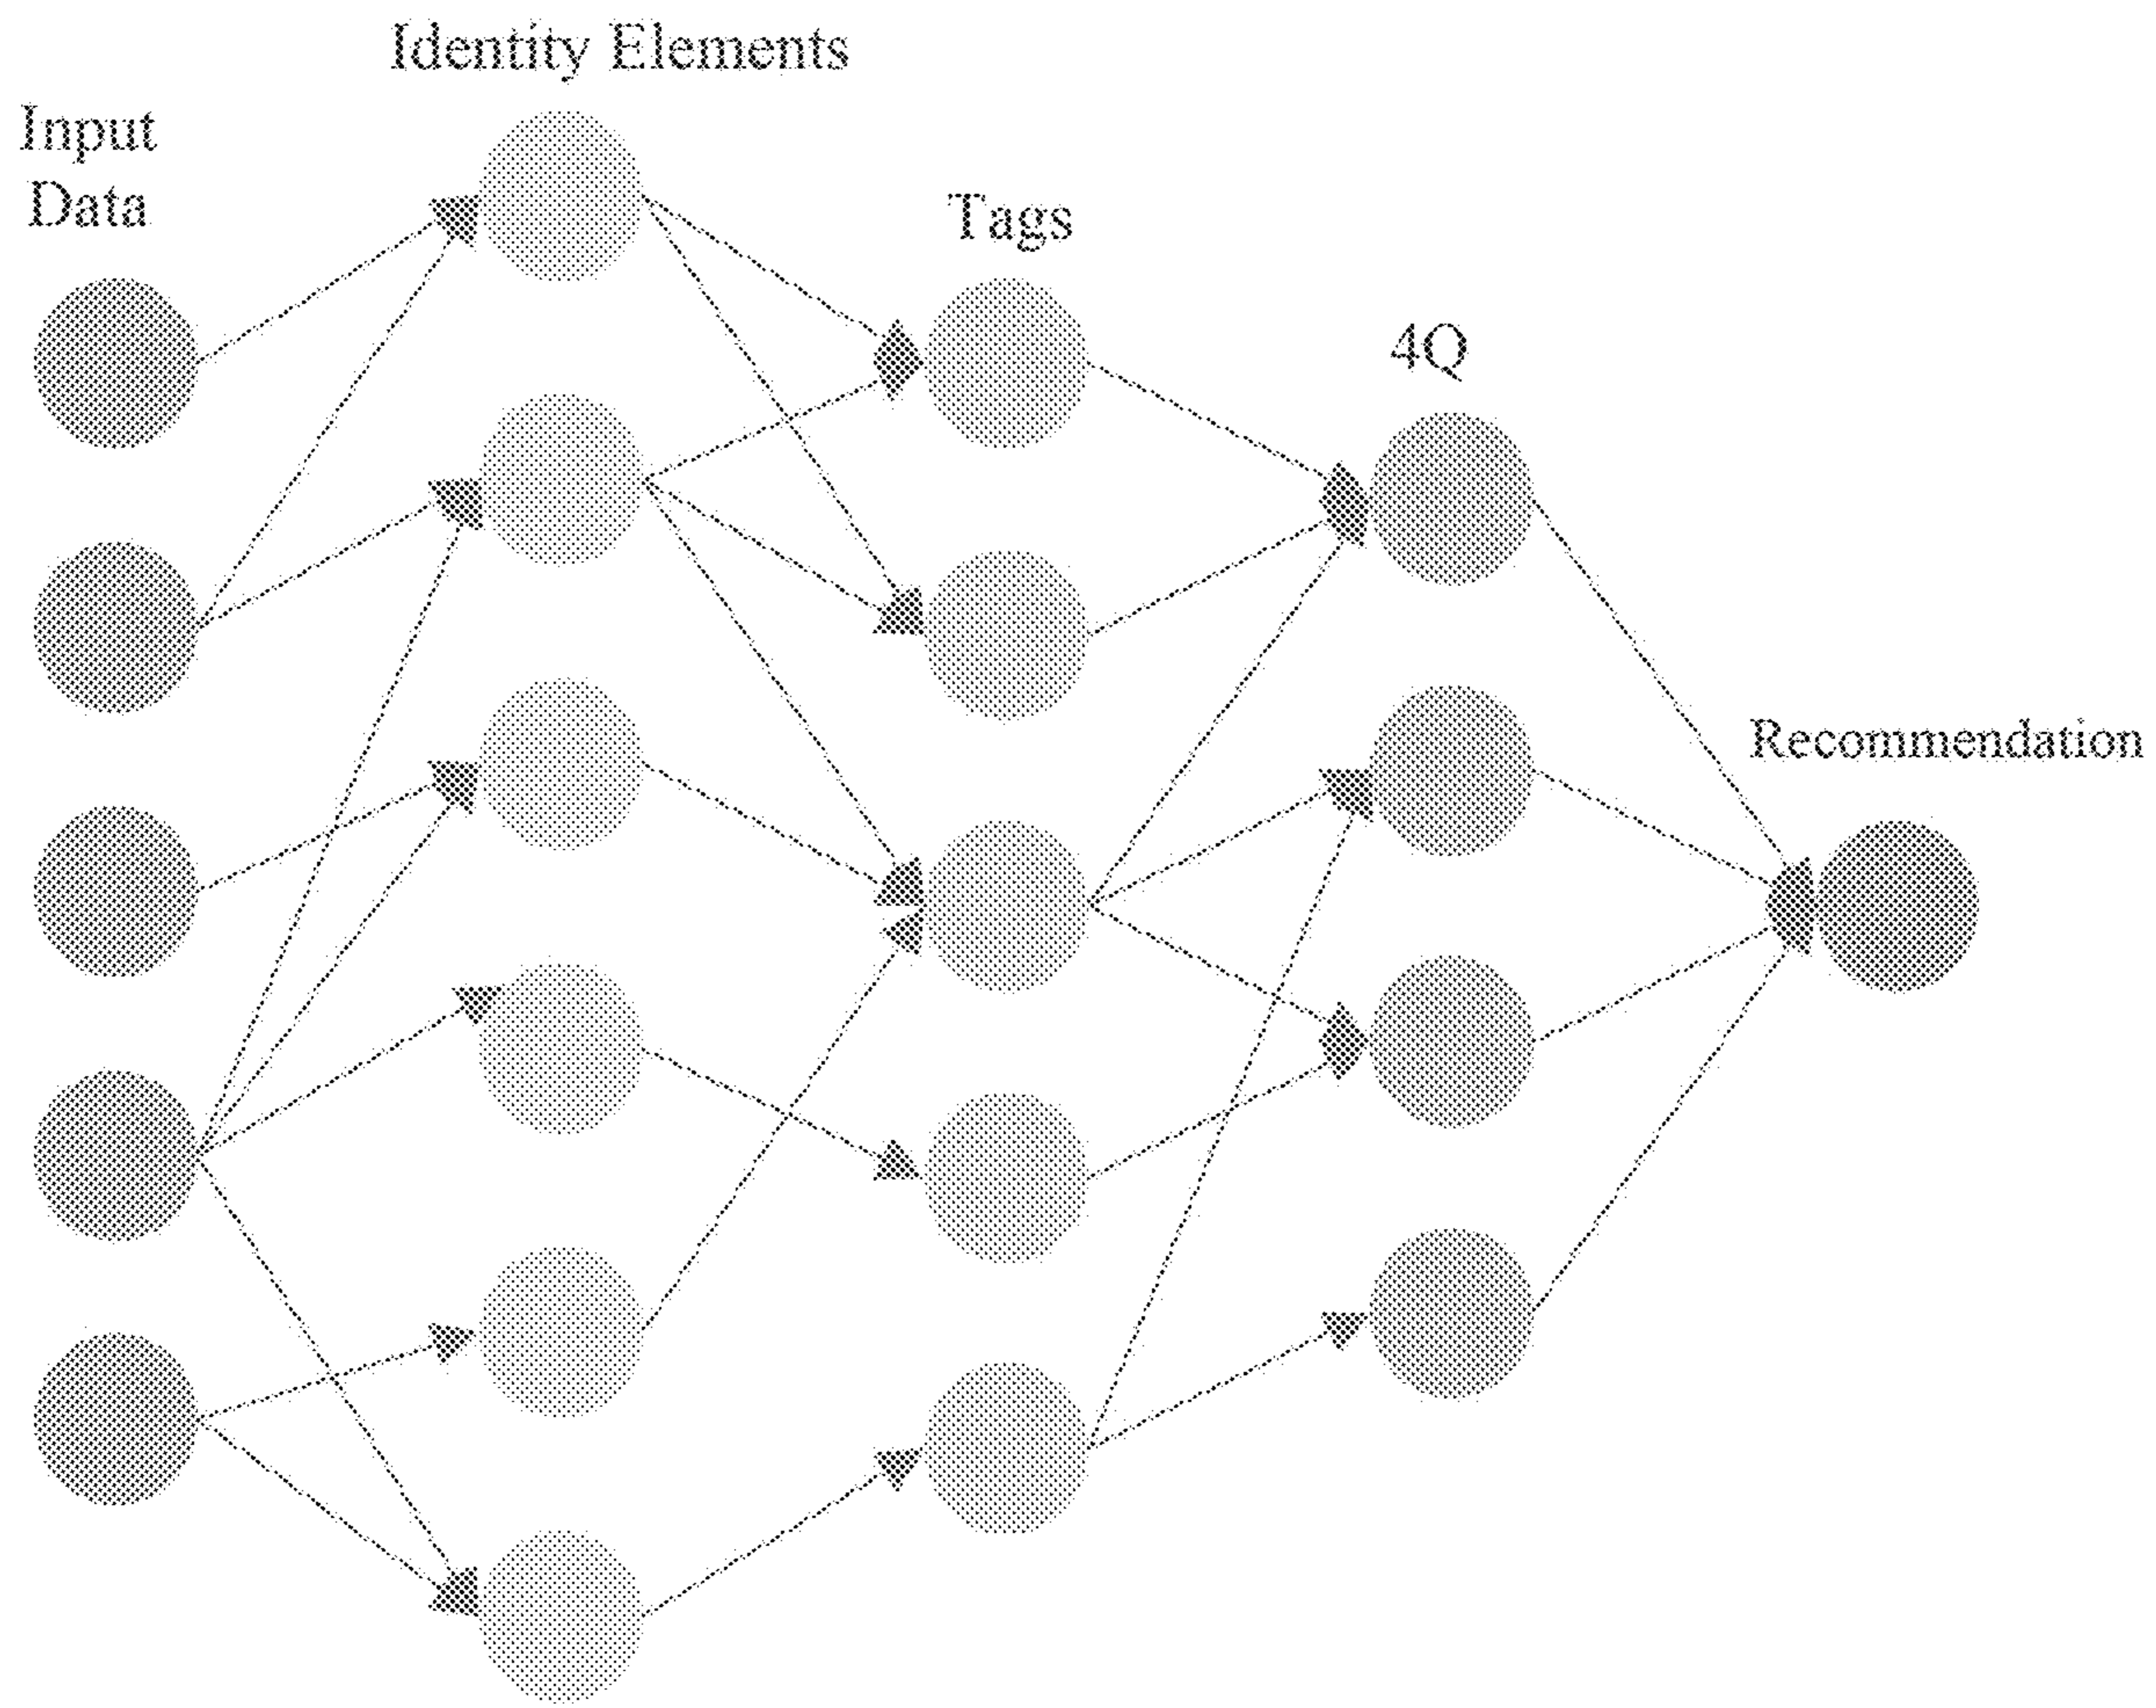 Identity Elements
Input
Data
Tags
4Q
Recommendation